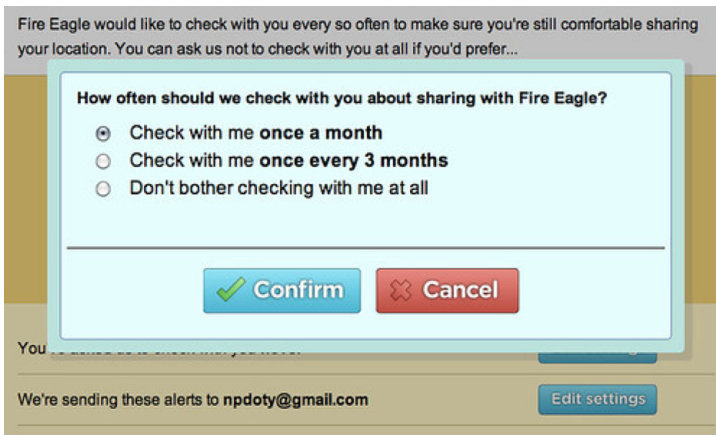 Fire Eagle would like to check with you every so often to make sure you're still comfortable sharing
your location. You can ask us not to check with you at all if you'd prefer...
How often should we check with you about sharing with Fire Eagle?
Check with me once a month
Check with me once every 3 months
Don't bother checking with me at all
Confirm
Cancel
You
We're sending these alerts to npdoty@gmail.com
Edit settings